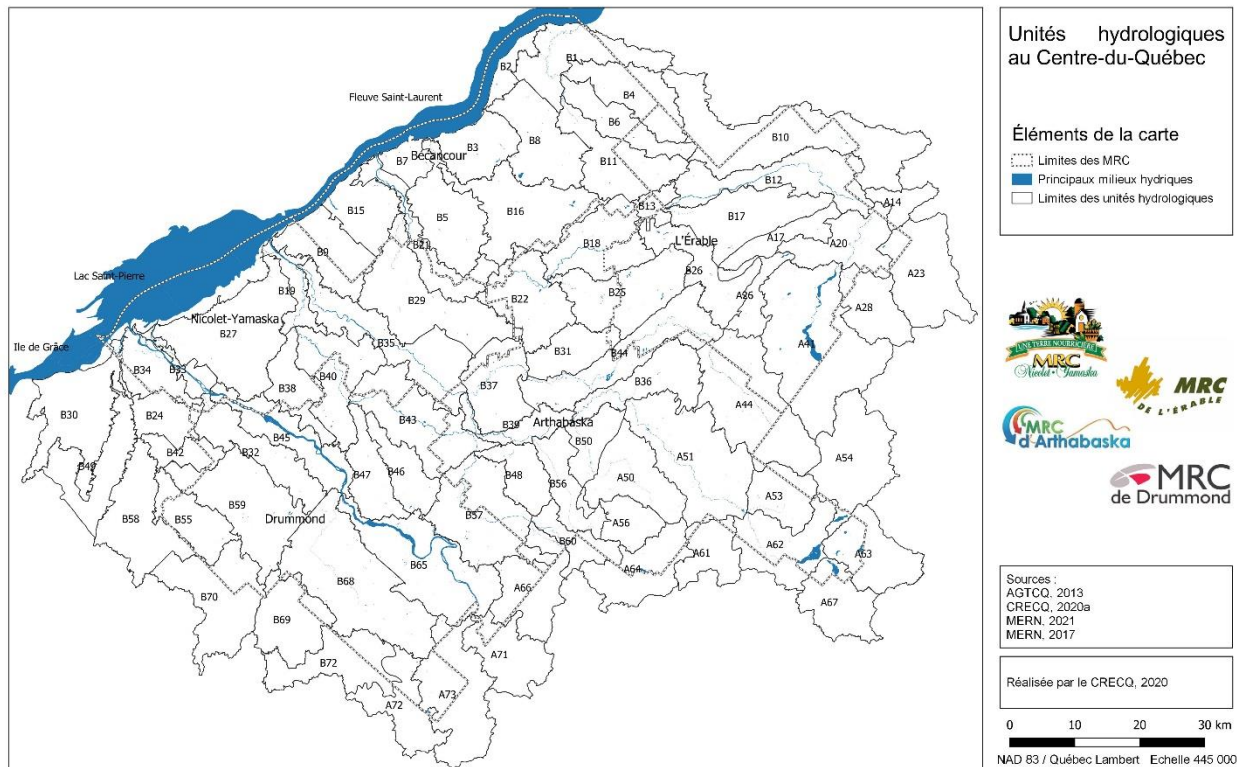 Fleuve Saint-Laurent
Bécancour
Lac Saint-Pierre
Nicolet-Yamaska
Ile de Grâce
L'Érable
Arthabaska
Drummond
B1
B2
B4
B6
B8
B3
B10
B11
B7
B12
B13
B15
B5
B16
B17
A14
A17
A20
B21
B18
B9
A23
B26
B29
B22
B25
A26
A28
B19
B27
B35
B31
B44
A41
B34
B33
B40
B37
B36
B38
A44
B30
B24
B43
B39
B45
B50
A51
B42
B32
A54
B49
B47
B46
B48
B56
A50
A53
B59
B58
B55
B57
A56
B60
A62
A61
A63
B65
A64
B68
A66
A67
B70
B69
A71
B72
A73
A72
Unités hydrologiques
au Centre-du-Québec
Éléments de la carte
Limites des MRC
Principaux milieux hydriques
Limites des unités hydrologiques
UNE TERRE NOURRICIÈRE
MRC
Nicolet-Yamaska
MRC
DE L'ÉRABLE
MRC
d'Arthabaska
MRC
de Drummond
Sources :
AGTCQ, 2013
CRECQ, 2020a
MERN, 2021
MERN, 2017
Réalisée par le CRECQ, 2020
0 10 20 30 km
NAD 83 / Québec Lambert Echelle 445 000